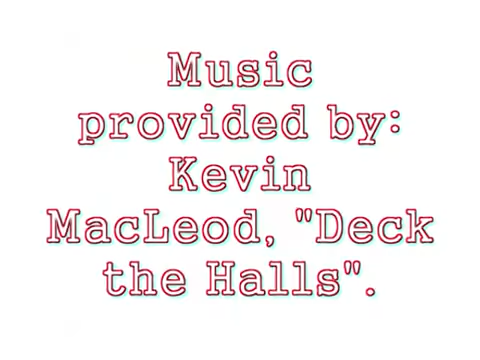 Music
provided by:
Kevin
MacLeod, "Deck
the Halls".